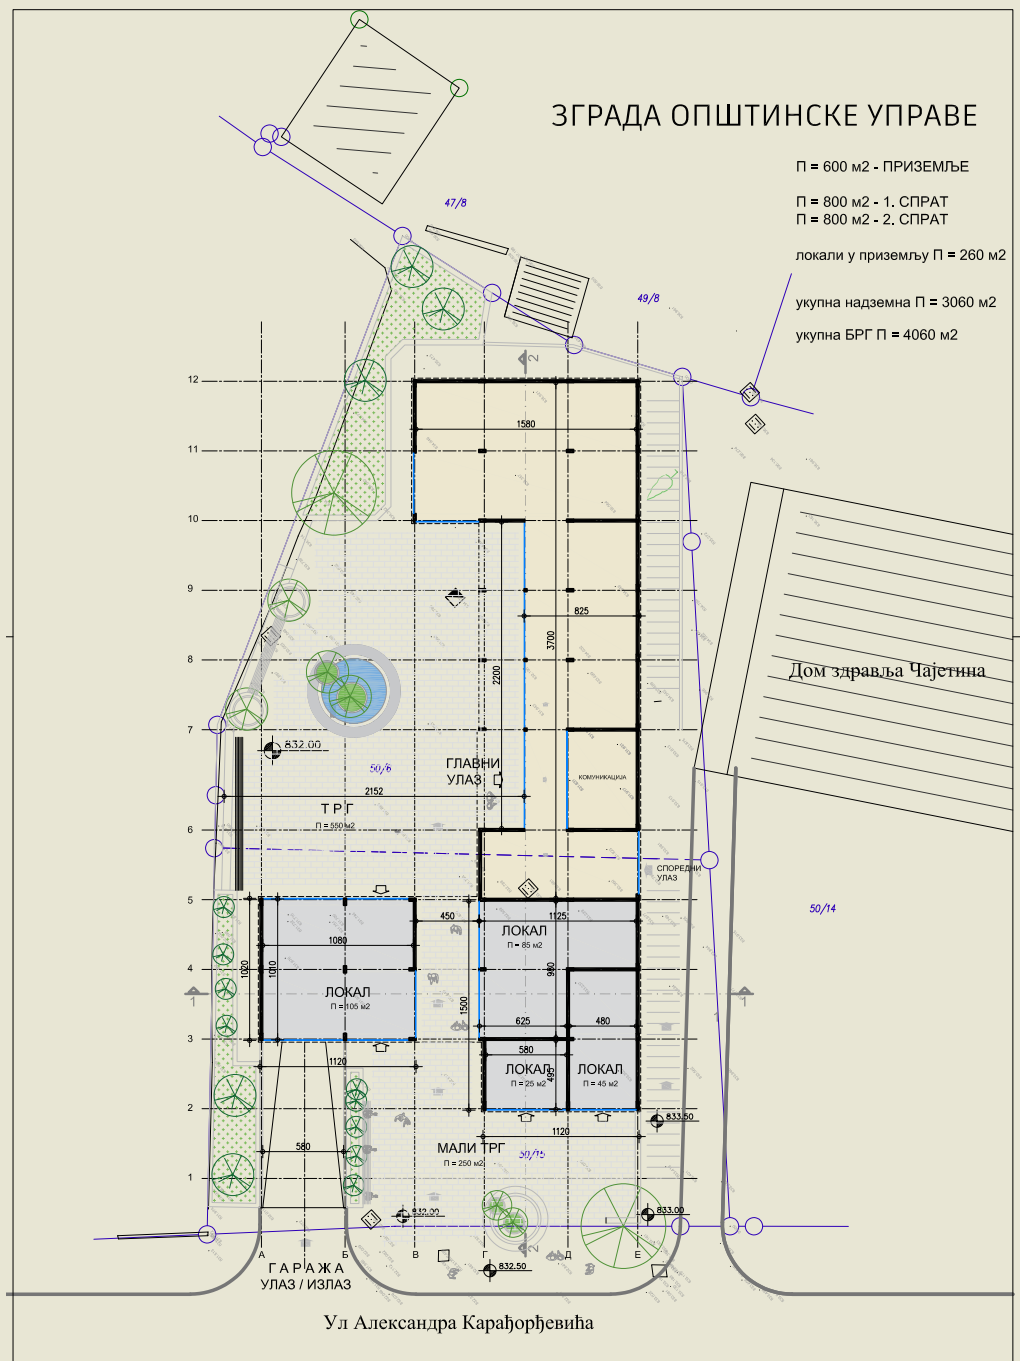 ЗГРАДА ОПШТИНСКЕ УПРАВЕ
П = 600 м2 - ПРИЗЕМЉЕ
П = 800 м2 - 1. СПРАТ
П = 800 м2 - 2. СПРАТ
локали у приземљу П = 260 м2
укупна надземна П = 3060 м2
укупна БРГ П = 4060 м2
47/8
49/8
2
12
1580
11
10
9
825
3700
8
2200
Дом здравља Чајетина
7
832.00
ГЛАВНИ
УЛАЗ
50/6
КОМУНИКАЦИЈА
2152
ТРГ
П = 550 м2
6
СПОРЕДНИ
УЛАЗ
5
50/14
450
1125
ЛОКАЛ
П = 85 м2
1080
4
1020
1010
980
ЛОКАЛ
П = 105 м2
1
1
1500
625
480
3
580
1120
ЛОКАЛ
П = 25 м2
495
ЛОКАЛ
П = 45 м2
2
833.50
1120
580
МАЛИ ТРГ
П = 250 м2
50/15
1
832.00
833.00
А
Б
В
Г
Д
Е
2
832.50
ГАРАЖА
УЛАЗ / ИЗЛАЗ
Ул Александра Карађорђевића